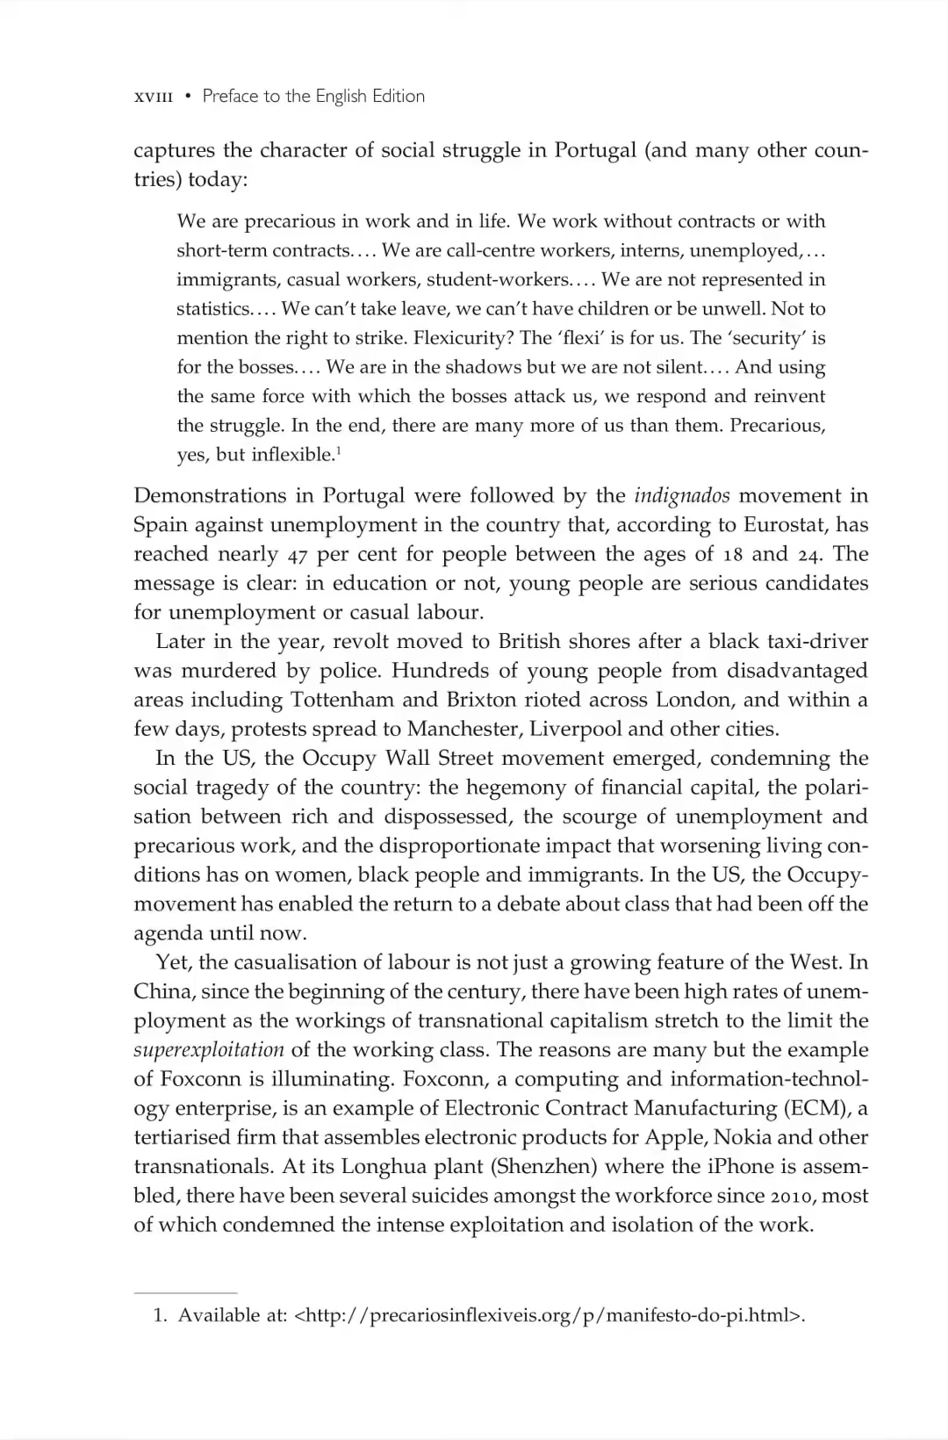 XVIII • Preface to the English Edition
captures the character of social struggle in Portugal (and many other coun-
tries) today:
We are precarious in work and in life. We work without contracts or with
short-term contracts.... We are call-centre workers, interns, unemployed,...
immigrants, casual workers, student-workers.... We are not represented in
statistics.... We can’t take leave, we can’t have children or be unwell. Not to
mention the right to strike. Flexicurity? The ‘flexi’ is for us. The ‘security’ is
for the bosses.... We are in the shadows but we are not silent.... And using
the same force with which the bosses attack us, we respond and reinvent
the struggle. In the end, there are many more of us than them. Precarious,
yes, but inflexible.¹
Demonstrations in Portugal were followed by the indignados movement in
Spain against unemployment in the country that, according to Eurostat, has
reached nearly 47 per cent for people between the ages of 18 and 24. The
message is clear: in education or not, young people are serious candidates
for unemployment or casual labour.
Later in the year, revolt moved to British shores after a black taxi-driver
was murdered by police. Hundreds of young people from disadvantaged
areas including Tottenham and Brixton rioted across London, and within a
few days, protests spread to Manchester, Liverpool and other cities.
In the US, the Occupy Wall Street movement emerged, condemning the
social tragedy of the country: the hegemony of financial capital, the polari-
sation between rich and dispossessed, the scourge of unemployment and
precarious work, and the disproportionate impact that worsening living con-
ditions has on women, black people and immigrants. In the US, the Occupy-
movement has enabled the return to a debate about class that had been off the
agenda until now.
Yet, the casualisation of labour is not just a growing feature of the West. In
China, since the beginning of the century, there have been high rates of unem-
ployment as the workings of transnational capitalism stretch to the limit the
superexploitation of the working class. The reasons are many but the example
of Foxconn is illuminating. Foxconn, a computing and information-technol-
ogy enterprise, is an example of Electronic Contract Manufacturing (ECM), a
tertiarised firm that assembles electronic products for Apple, Nokia and other
transnationals. At its Longhua plant (Shenzhen) where the iPhone is assem-
bled, there have been several suicides amongst the workforce since 2010, most
of which condemned the intense exploitation and isolation of the work.
1. Available at: <http://precariosinflexiveis.org/p/manifesto-do-pi.html>.